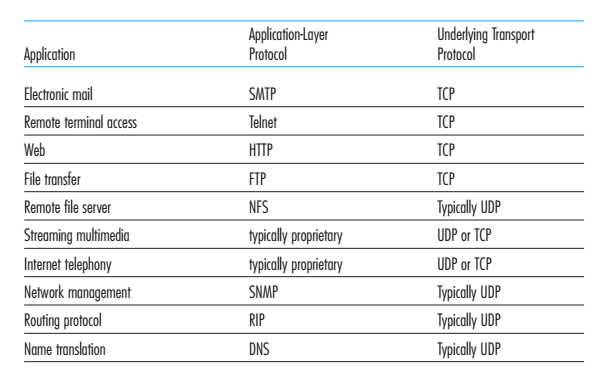 Application-Layer Underlying Transport
Application Protocol Protocol
Electronic mail SMTP TCP
Remote terminal access Telnet TCP
Web HTTP TCP
File transfer FTP TCP
Remote file server NFS Typically UDP
Streaming multimedia typically proprietary UDP or TCP
Internet telephony typically proprietary UDP or TCP
Network management SNMP Typically UDP
Routing protocol RIP Typically UDP
Name translation DNS Typically UDP